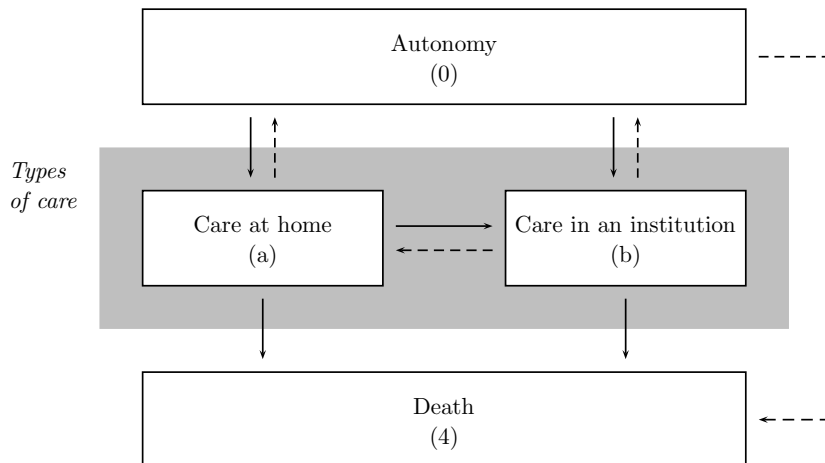 Autonomy
(0)
Types
of care
Care at home
(a)
Care in an institution
(b)
Death
(4)